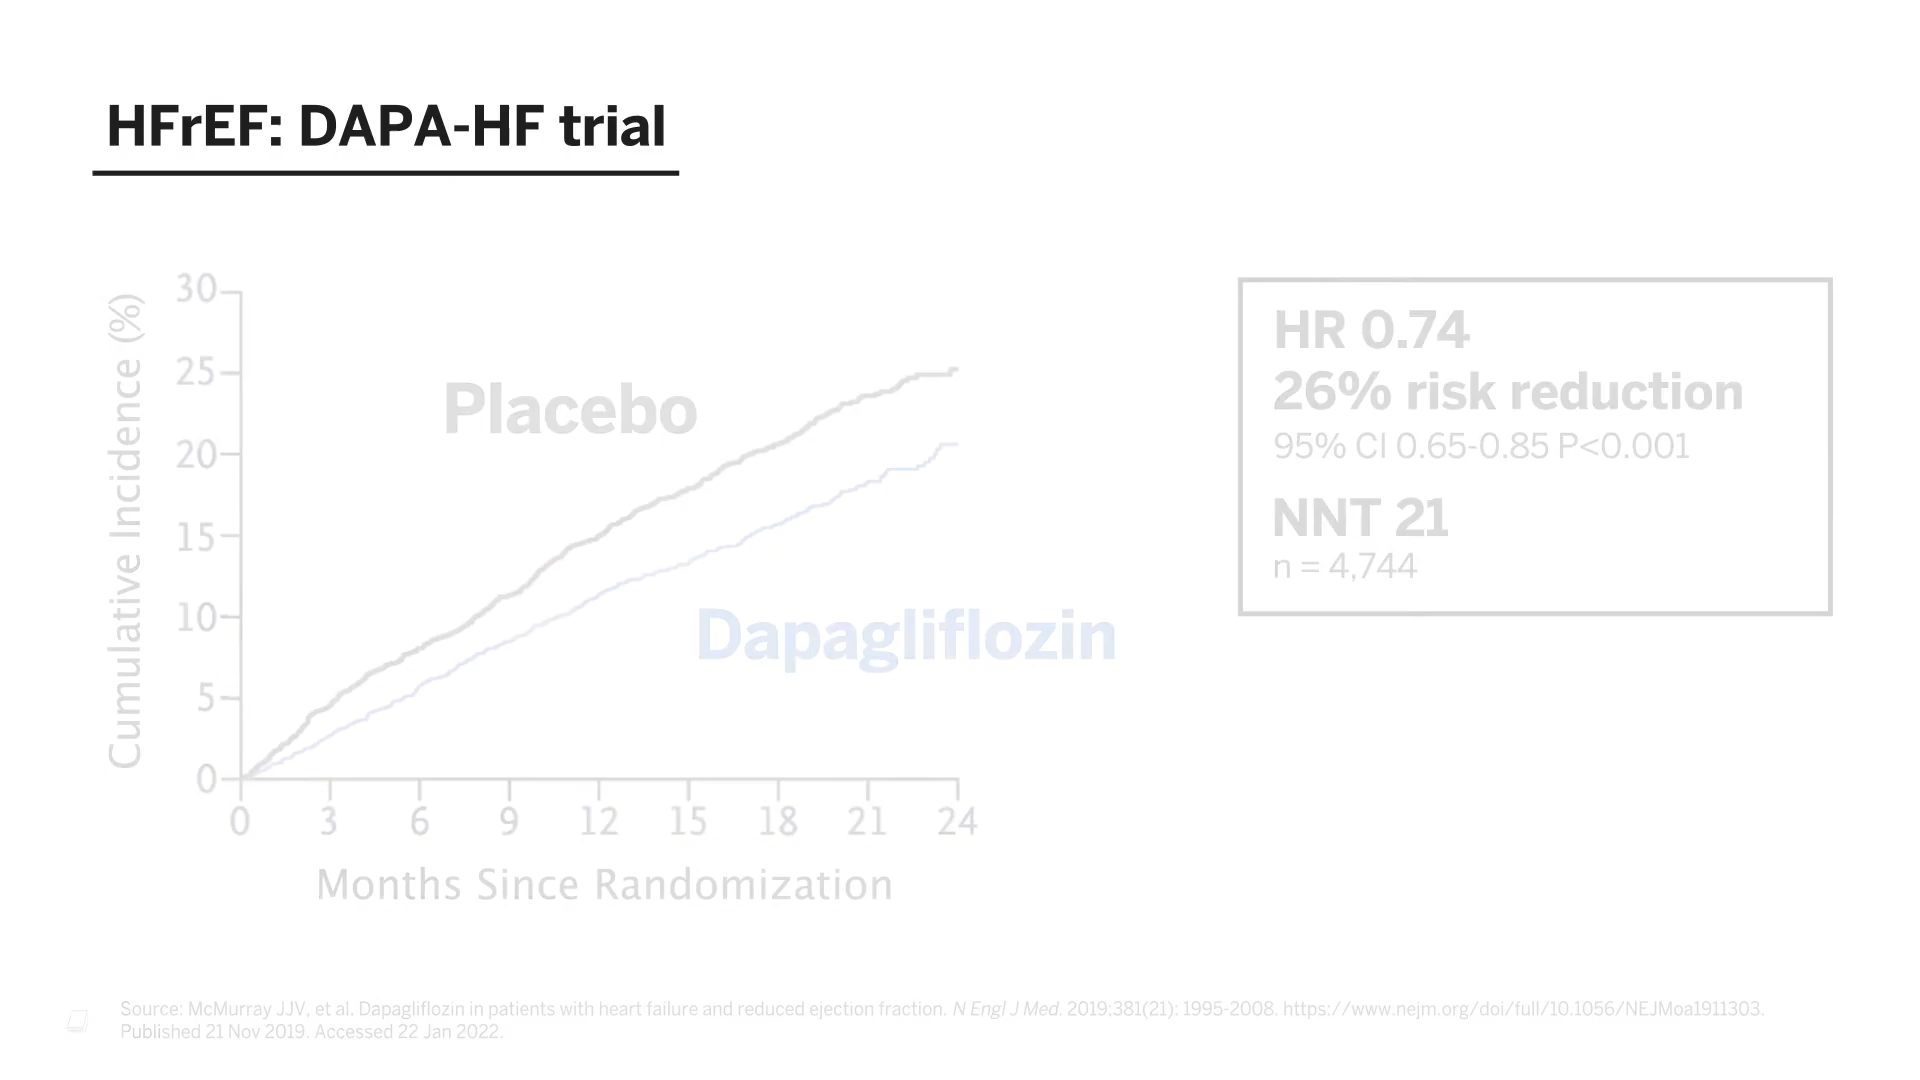 HFrEF: DAPA-HF trial
Cumulative Incidence (%)
30
25
20
15
10
5
0
Placebo
Dapagliflozin
0 3 6 9 12 15 18 21 24
Months Since Randomization
HR 0.74
26% risk reduction
95% CI 0.65-0.85 P<0.001
NNT 21
n = 4,744
Source: McMurray JJV, et al. Dapagliflozin in patients with heart failure and reduced ejection fraction. N Engl J Med. 2019;381(21): 1995-2008. https://www.nejm.org/doi/full/10.1056/NEJMoa1911303.
Published 21 Nov 2019. Accessed 22 Jan 2022.